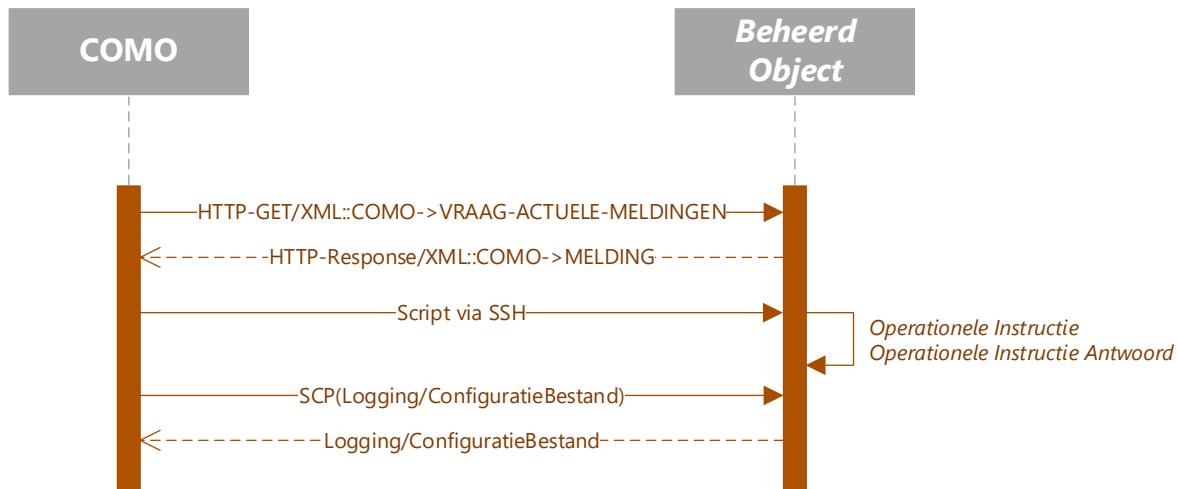 COMO
Beheerd
Object
HTTP-GET/XML::COMO->VRAAG-ACTUELE-MELDINGEN
HTTP-Response/XML::COMO->MELDING
Script via SSH
Operationele Instructie
Operationele Instructie Antwoord
SCP(Logging/ConfiguratieBestand)
Logging/ConfiguratieBestand